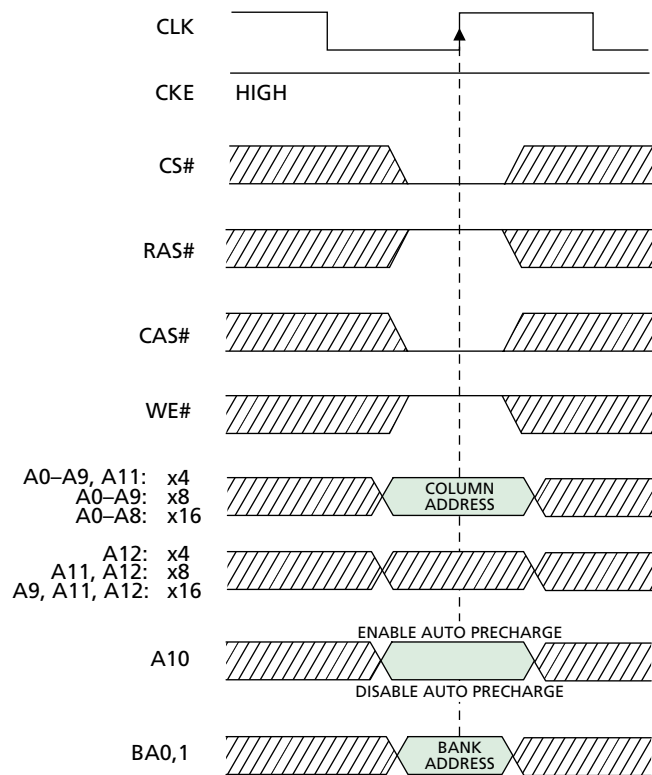 CLK
CKE HIGH
CS#
RAS#
CAS#
WE#
A0–A9, A11: x4
A0–A9: x8
A0–A8: x16
COLUMN
ADDRESS
A12: x4
A11, A12: x8
A9, A11, A12: x16
ENABLE AUTO PRECHARGE
A10
DISABLE AUTO PRECHARGE
BA0,1
BANK
ADDRESS